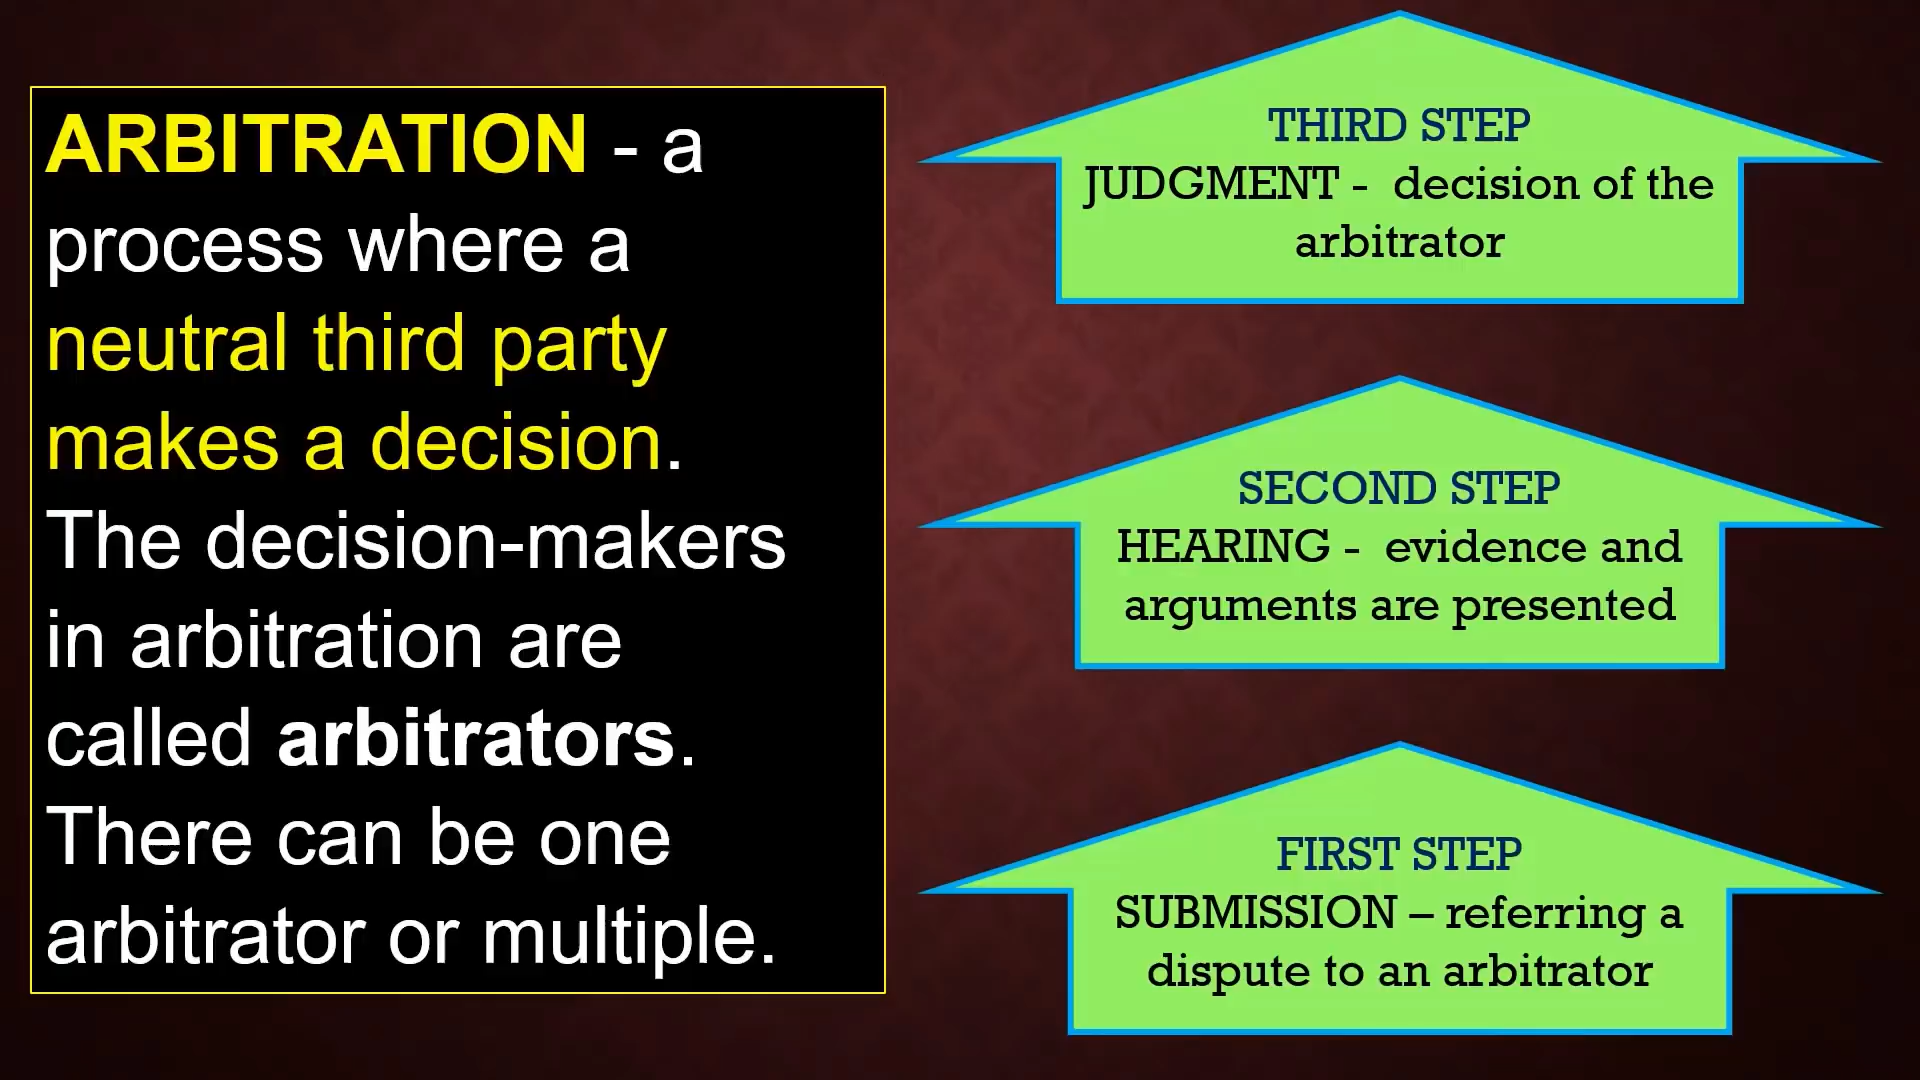 ARBITRATION - a
process where a
neutral third party
makes a decision.
The decision-makers
in arbitration are
called arbitrators.
There can be one
arbitrator or multiple.
THIRD STEP
JUDGMENT - decision of the
arbitrator
SECOND STEP
HEARING - evidence and
arguments are presented
FIRST STEP
SUBMISSION – referring a
dispute to an arbitrator